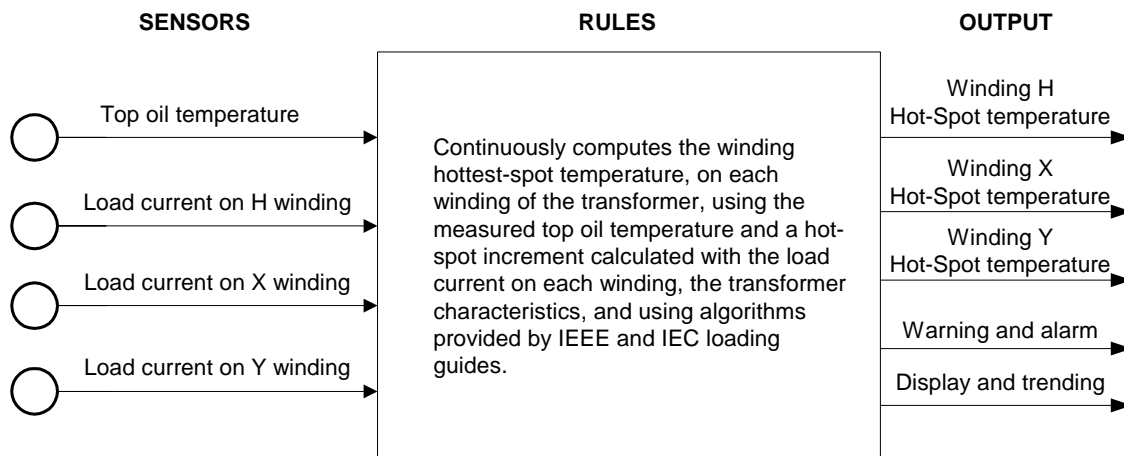 SENSORS
RULES
OUTPUT
Top oil temperature
Load current on H winding
Load current on X winding
Load current on Y winding
Continuously computes the winding
hottest-spot temperature, on each
winding of the transformer, using the
measured top oil temperature and a hot-
spot increment calculated with the load
current on each winding, the transformer
characteristics, and using algorithms
provided by IEEE and IEC loading
guides.
Winding H
Hot-Spot temperature
Winding X
Hot-Spot temperature
Winding Y
Hot-Spot temperature
Warning and alarm
Display and trending